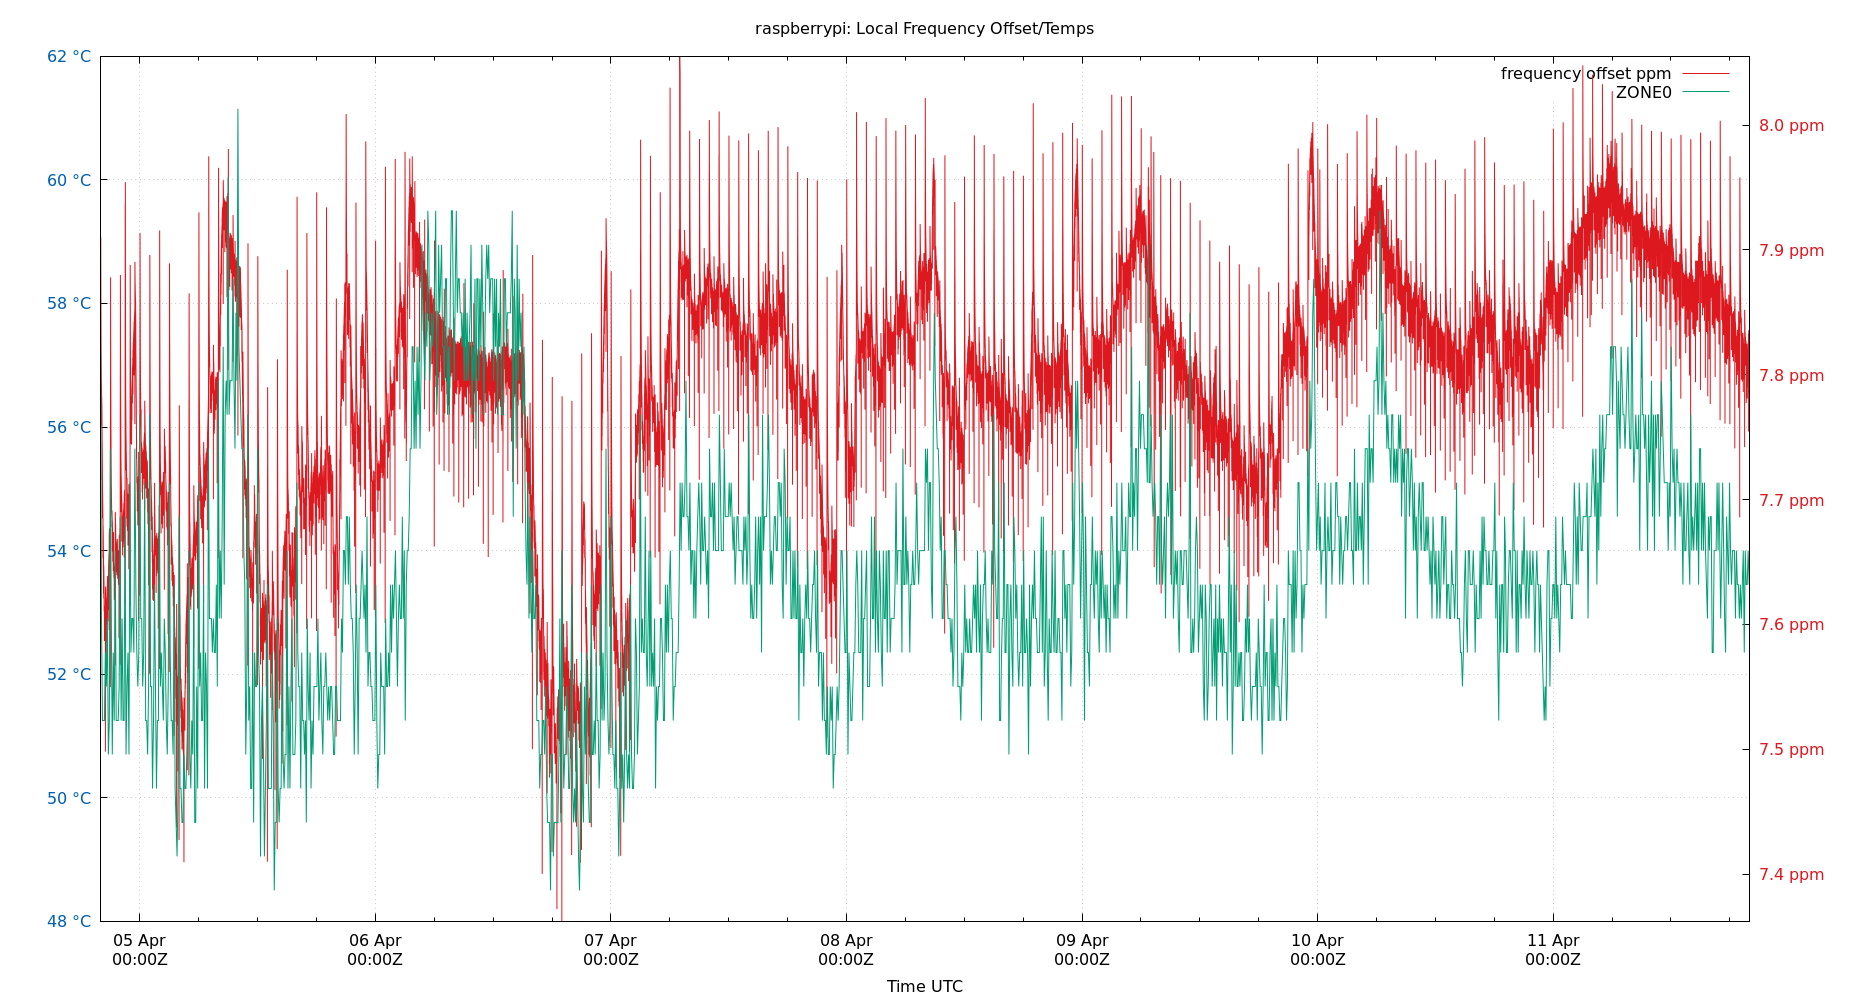 raspberrypi: Local Frequency Offset/Temps
62 °C
60 °C
58 °C
56 °C
54 °C
52 °C
50 °C
48 °C
frequency offset ppm
ZONE0
8.0 ppm
7.9 ppm
7.8 ppm
7.7 ppm
7.6 ppm
7.5 ppm
7.4 ppm
05 Apr 06 Apr 07 Apr 08 Apr 09 Apr 10 Apr 11 Apr
00:00Z 00:00Z 00:00Z 00:00Z 00:00Z 00:00Z 00:00Z
Time UTC